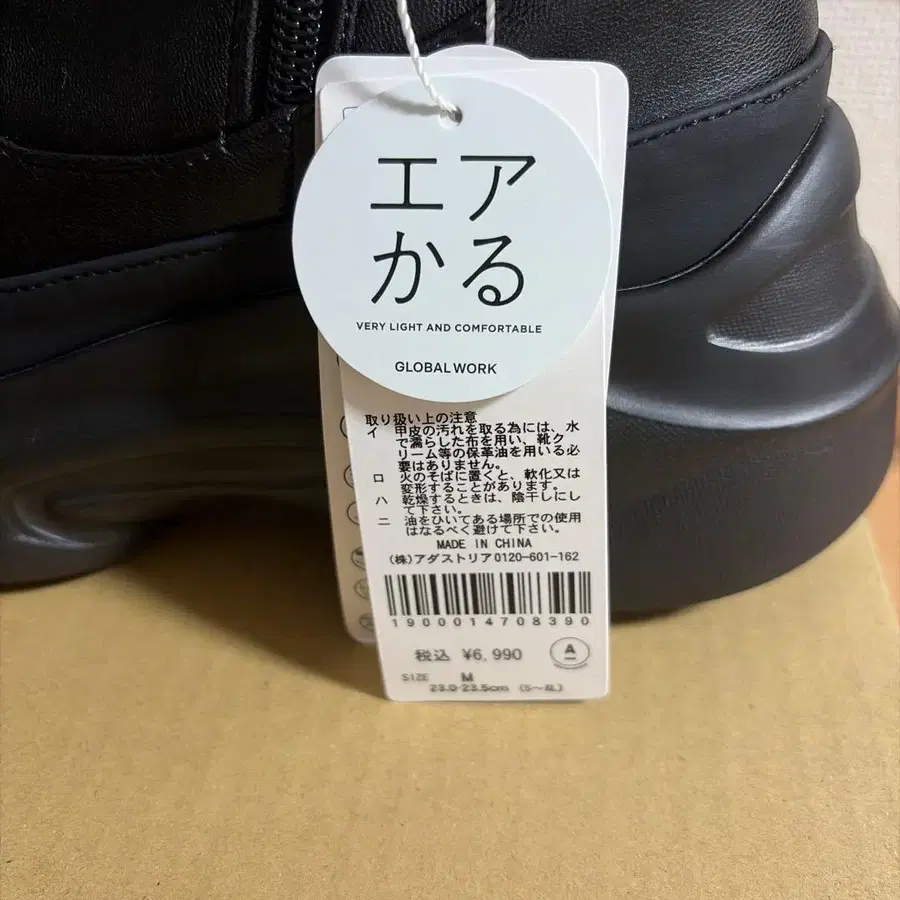 エア
かる
VERY LIGHT AND COMFORTABLE
GLOBAL WORK
取り扱い上の注意
イ 甲皮の汚れを取る為には、水
で濡らした布を用い、靴ク
リーム等の保革油を用いる必
要はありません。
ロ 火のそばに置くと、軟化又は
変形することがあります。
ハ 乾燥するときは、陰干しにし
て下さい。
ニ 油をひいてある場所での使用
はなるべく避けて下さい。
MADE IN CHINA
(株)アダストリア0120-601-162
1900014708390
税込 ¥6,990
A
SIZE M
23.0-23.5cm (S～4L)